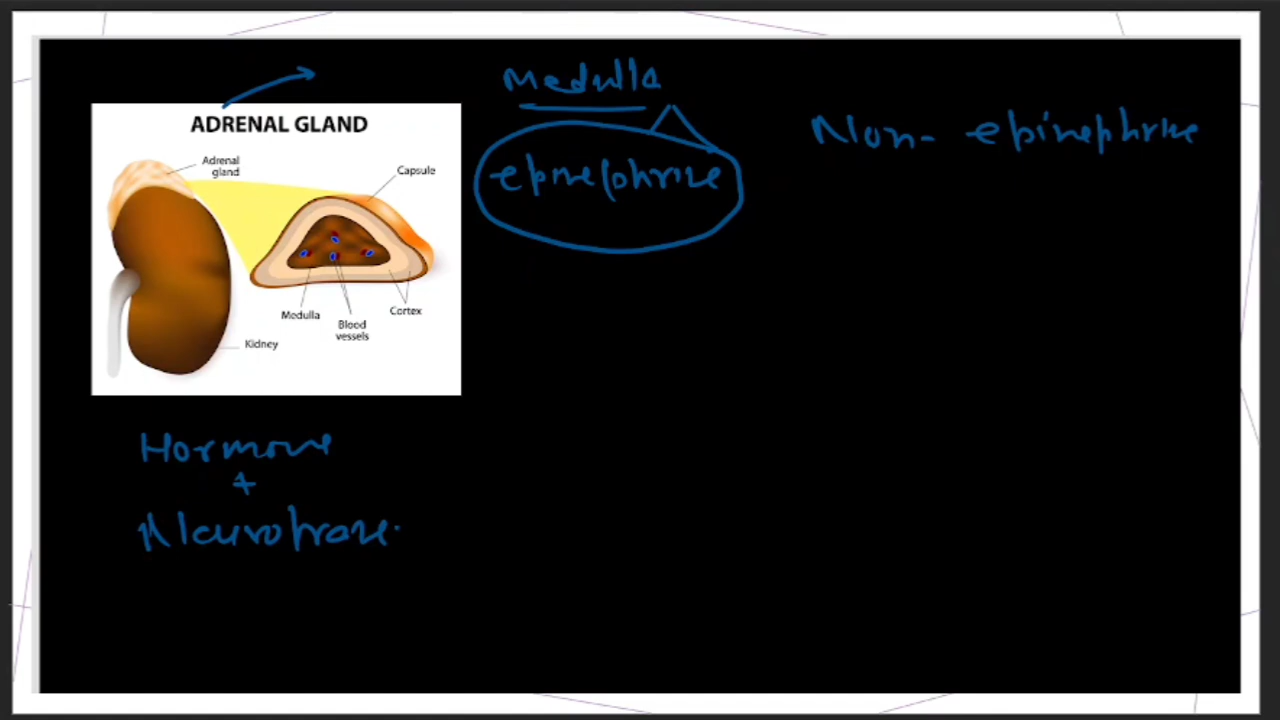 Medulla
ADRENAL GLAND
Non- epinephrine
Adrenal
gland
Capsule
epinephrine
Medulla
Blood
vessels
Cortex
Kidney
Hormone
+
Neurotrans.